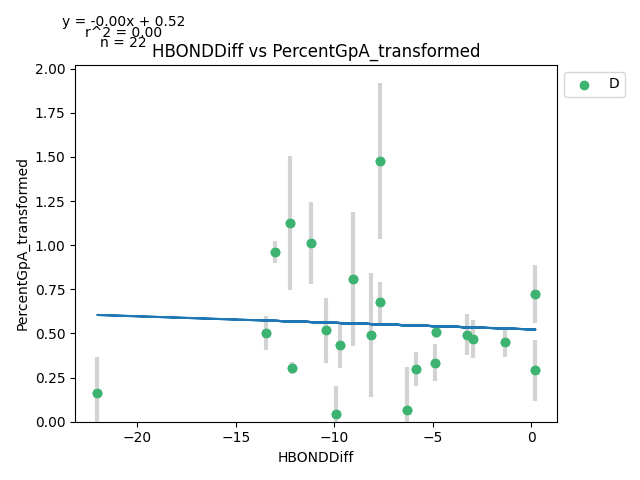 y = -0.00x + 0.52
r^2 = 0.00
n = 22
HBONDDiff vs PercentGpA_transformed
D
2.00
1.75
1.50
1.25
1.00
0.75
0.50
0.25
0.00
PercentGpA_transformed
−20
−15
−10
−5
0
HBONDDiff